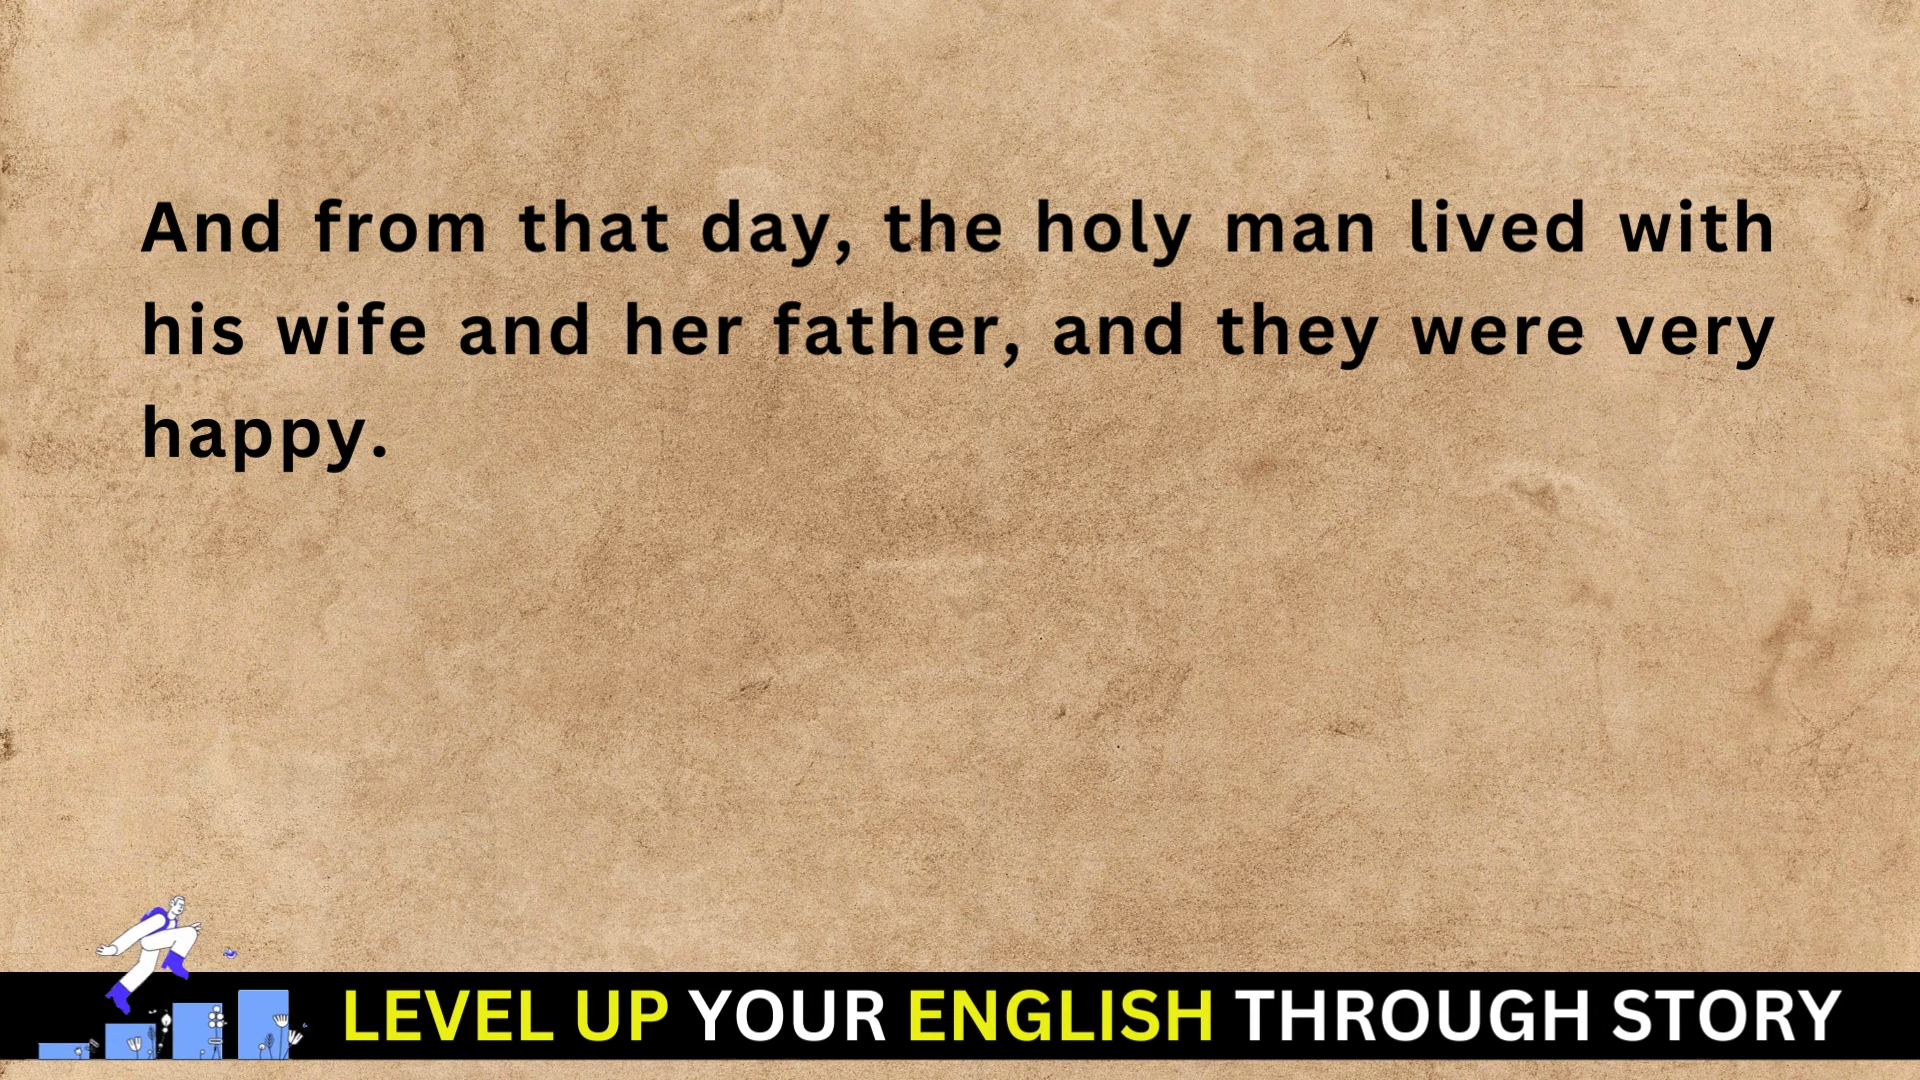 And from that day, the holy man lived with
his wife and her father, and they were very
happy.
LEVEL UP YOUR ENGLISH THROUGH STORY